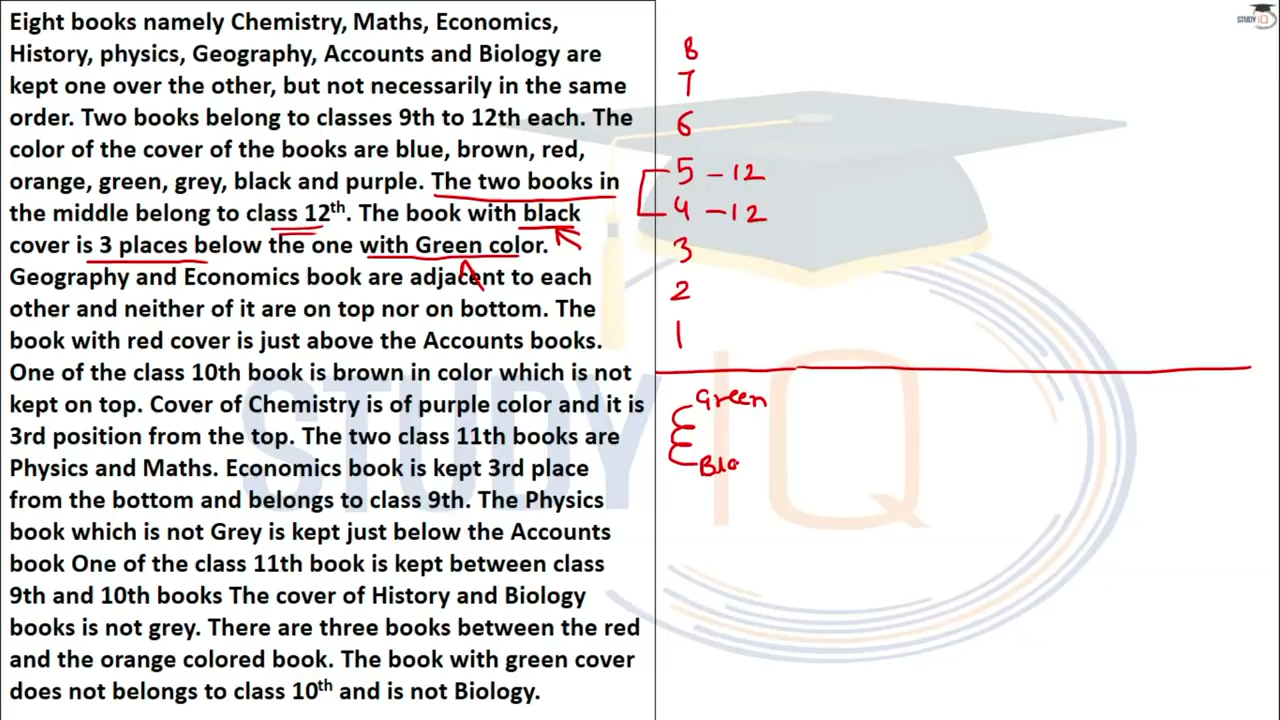 Eight books namely Chemistry, Maths, Economics,
History, physics, Geography, Accounts and Biology are
kept one over the other, but not necessarily in the same
order. Two books belong to classes 9th to 12th each. The
color of the cover of the books are blue, brown, red,
orange, green, grey, black and purple. The two books in
the middle belong to class 12th. The book with black
cover is 3 places below the one with Green color.
Geography and Economics book are adjacent to each
other and neither of it are on top nor on bottom. The
book with red cover is just above the Accounts books.
One of the class 10th book is brown in color which is not
kept on top. Cover of Chemistry is of purple color and it is
3rd position from the top. The two class 11th books are
Physics and Maths. Economics book is kept 3rd place
from the bottom and belongs to class 9th. The Physics
book which is not Grey is kept just below the Accounts
book One of the class 11th book is kept between class
9th and 10th books The cover of History and Biology
books is not grey. There are three books between the red
and the orange colored book. The book with green cover
does not belongs to class 10th and is not Biology.
8
7
6
5 - 12
4 - 12
3
2
1
Green
Bla
STUDY IQ
STUDY IQ